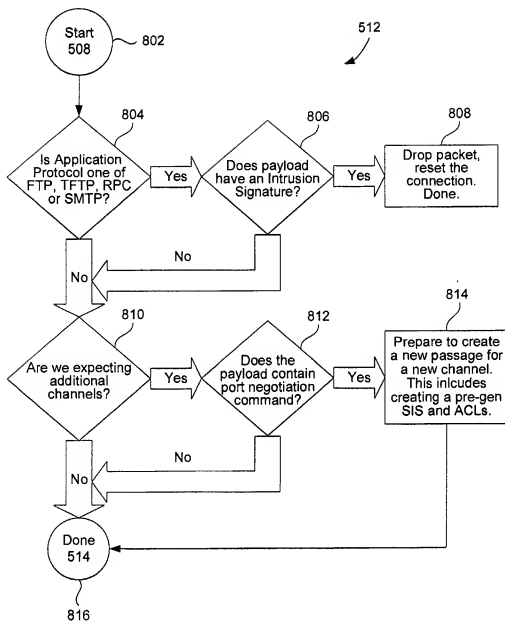 Start
508
802
512
804
Is Application
Protocol one of
FTP, TFTP, RPC
or SMTP?
Yes
806
Does payload
have an Intrusion
Signature?
Yes
808
Drop packet,
reset the
connection.
Done.
No
No
810
Are we expecting
additional
channels?
Yes
812
Does the
payload contain
port negotiation
command?
Yes
814
Prepare to create
a new passage for
a new channel.
This inlcudes
creating a pre-gen
SIS and ACLs.
No
No
Done
514
816